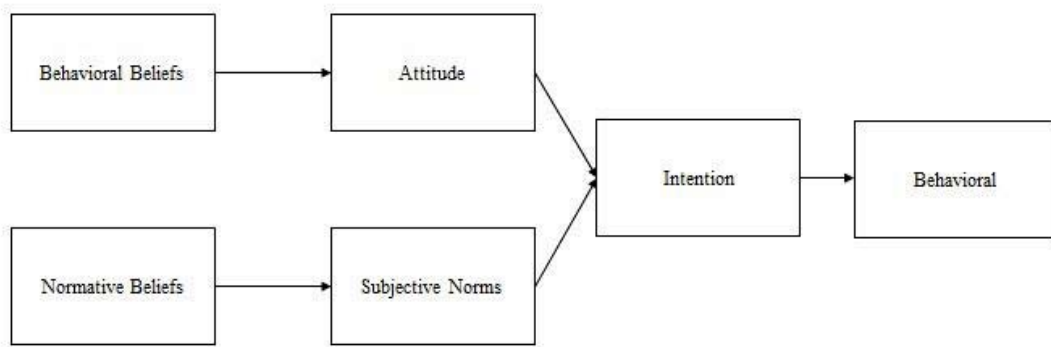 Behavioral Beliefs
Attitude
Intention
Behavioral
Normative Beliefs
Subjective Norms